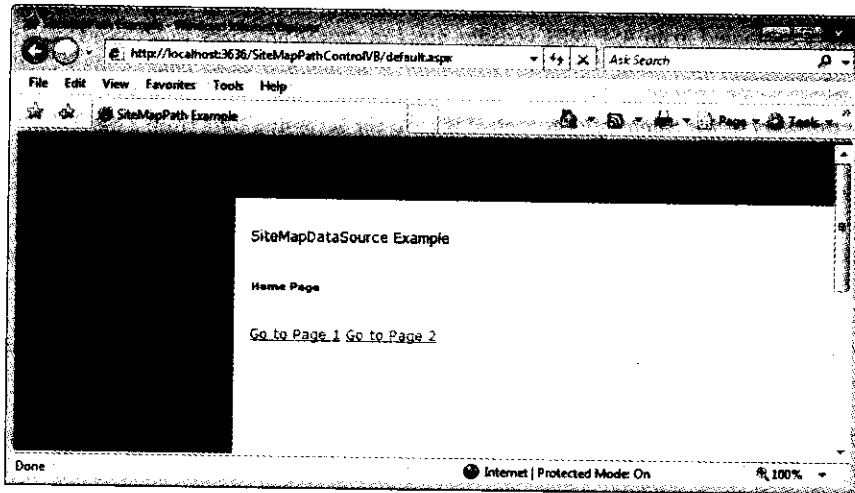 http://localhost:3636/SiteMapPathControlVB/default.aspx
Ask Search
File Edit View Favorites Tools Help
SiteMapPath Example
Page Tools
SiteMapDataSource Example
Home Page
Go to Page 1 Go to Page 2
Done
Internet | Protected Mode: On
100%